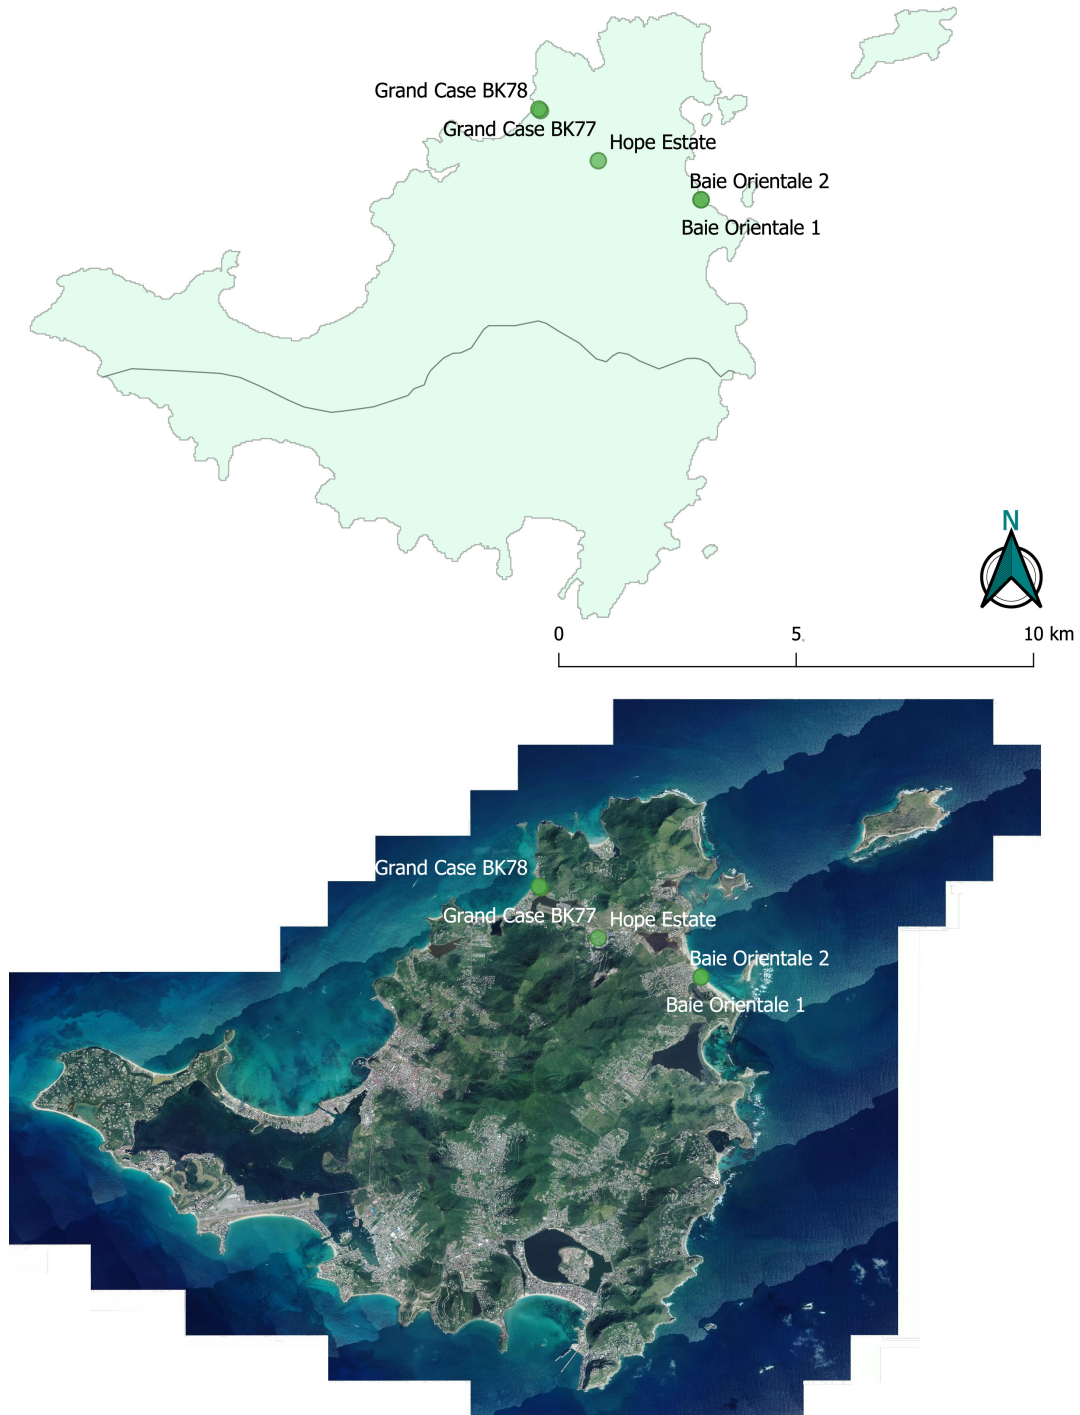 Grand Case BK78
Grand Case BK77
Hope Estate
Baie Orientale 2
Baie Orientale 1
N
0 5 10 km
Grand Case BK78
Grand Case BK77
Hope Estate
Baie Orientale 2
Baie Orientale 1